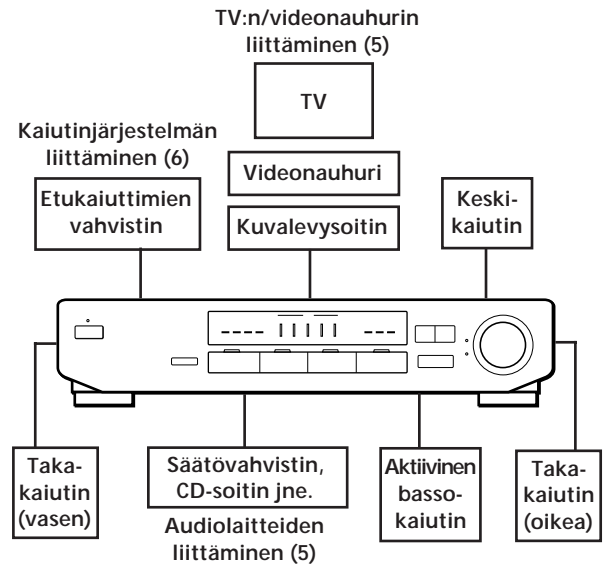 TV:n/videonauhurin
liittäminen (5)
TV
Kaiutinjärjestelmän
liittäminen (6)
Videonauhuri
Etukaiuttimien
vahvistin
Kuvalevysoitin
Keski-
kaiutin
Taka-
kaiutin
(vasen)
Säätövahvistin,
CD-soitin jne.
Audiolaitteiden
liittäminen (5)
Aktiivinen
basso-
kaiutin
Taka-
kaiutin
(oikea)